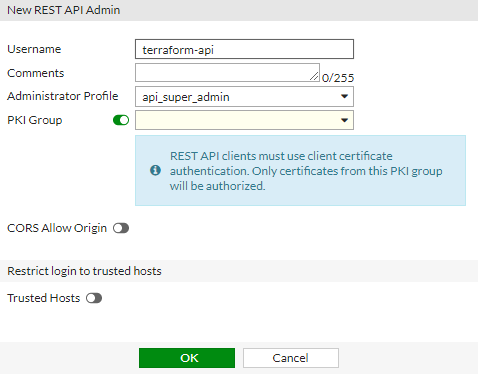 New REST API Admin
Username terraform-api
Comments 0/255
Administrator Profile api_super_admin
PKI Group
REST API clients must use client certificate
authentication. Only certificates from this PKI group
will be authorized.
CORS Allow Origin
Restrict login to trusted hosts
Trusted Hosts
OK Cancel